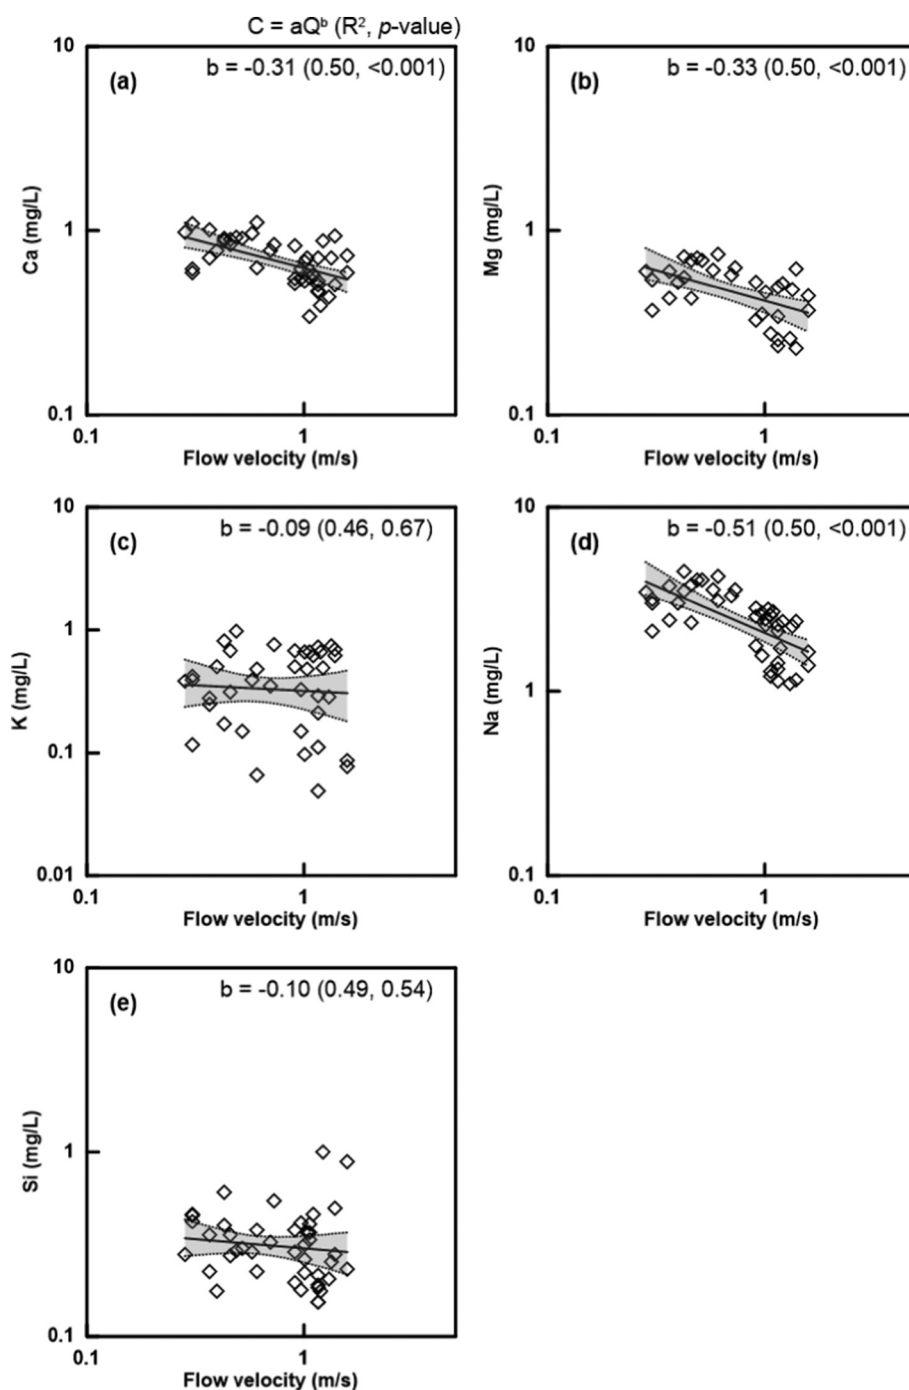 C = aQᵇ (R², p-value)
10
(a)
b = -0.31 (0.50, <0.001)
Ca (mg/L)
1
0.1
0.1
1
Flow velocity (m/s)
(b)
b = -0.33 (0.50, <0.001)
Mg (mg/L)
1
0.1
0.1
1
Flow velocity (m/s)
10
(c)
b = -0.09 (0.46, 0.67)
K (mg/L)
1
0.1
0.01
0.1
1
Flow velocity (m/s)
10
(d)
b = -0.51 (0.50, <0.001)
Na (mg/L)
1
0.1
0.1
1
Flow velocity (m/s)
10
(e)
b = -0.10 (0.49, 0.54)
Si (mg/L)
1
0.1
0.1
1
Flow velocity (m/s)